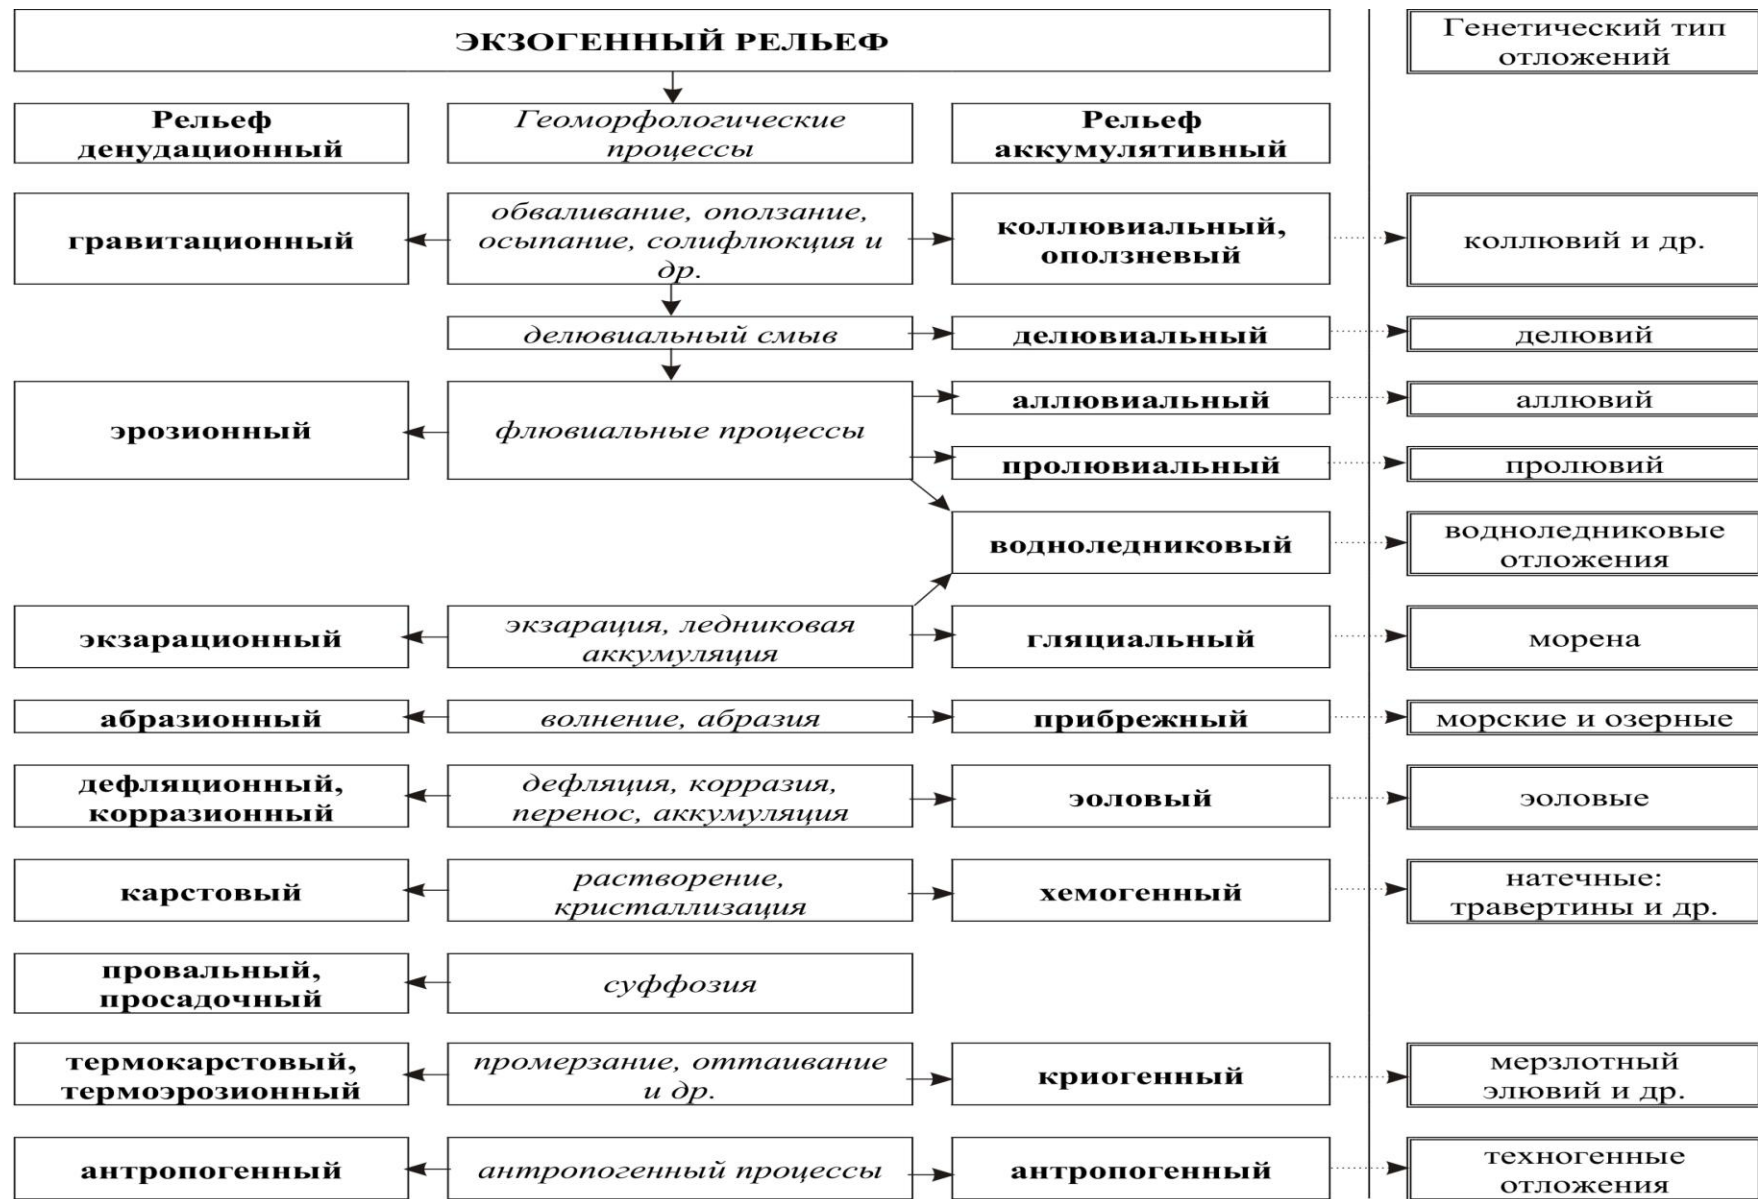 ЭКЗОГЕННЫЙ РЕЛЬЕФ
Генетический тип
отложений
Рельеф
денудационный
Геоморфологические
процессы
Рельеф
аккумулятивный
гравитационный
обваливание, оползание,
осыпание, солифлюкция и
др.
коллювиальный,
оползневый
коллювий и др.
делювиальный смыв
делювиальный
делювий
эрозионный
флювиальные процессы
аллювиальный
аллювий
пролювиальный
пролювий
водноледниковый
водноледниковые
отложения
экзарационный
экзарация, ледниковая
аккумуляция
гляциальный
морена
абразионный
волнение, абразия
прибрежный
морские и озерные
дефляционный,
корразионный
дефляция, корразия,
перенос, аккумуляция
эоловый
эоловые
карстовый
растворение,
кристаллизация
хемогенный
натечные:
травертины и др.
провальный,
просадочный
суффозия
термокарстовый,
термоэрозионный
промерзание, оттаивание
и др.
криогенный
мерзлотный
элювий и др.
антропогенный
антропогенный процессы
антропогенный
техногенные
отложения